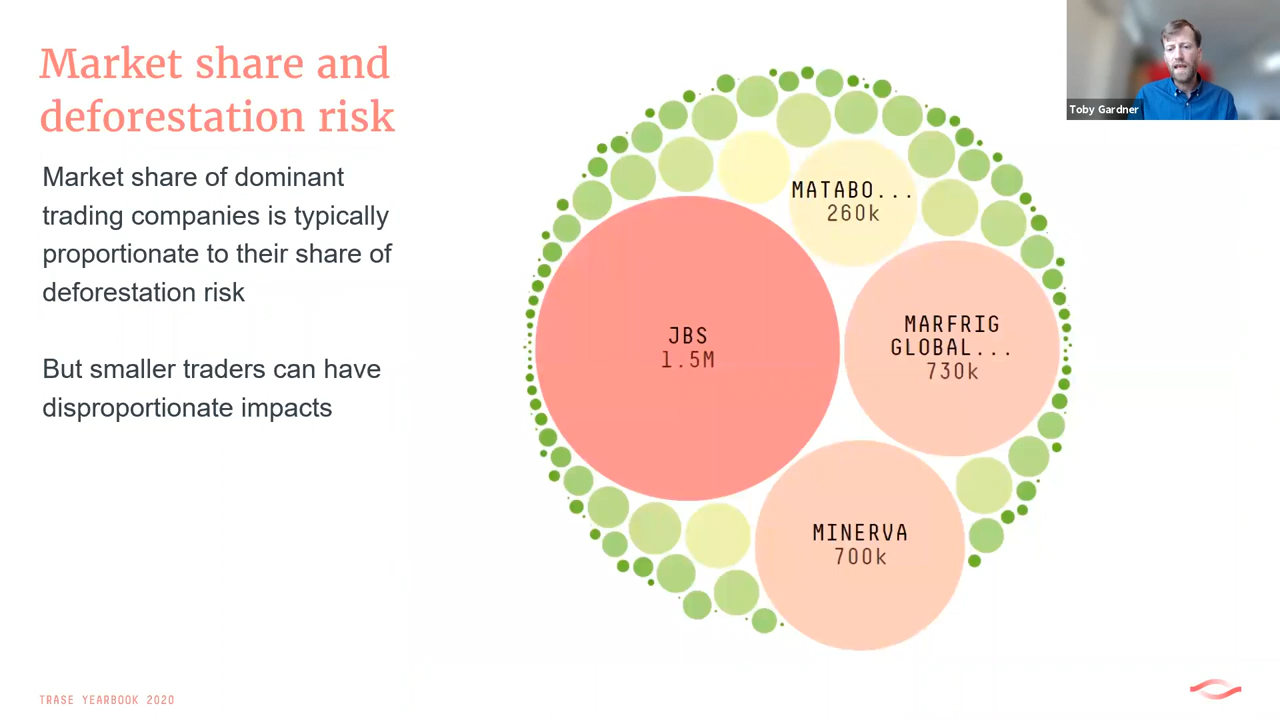 Market share and
deforestation risk
Market share of dominant
trading companies is typically
proportionate to their share of
deforestation risk
But smaller traders can have
disproportionate impacts
MATABO...
260k
JBS
1.5M
MARFRIG
GLOBAL...
730k
MINERVA
700k
Toby Gardner
TRASE YEARBOOK 2020